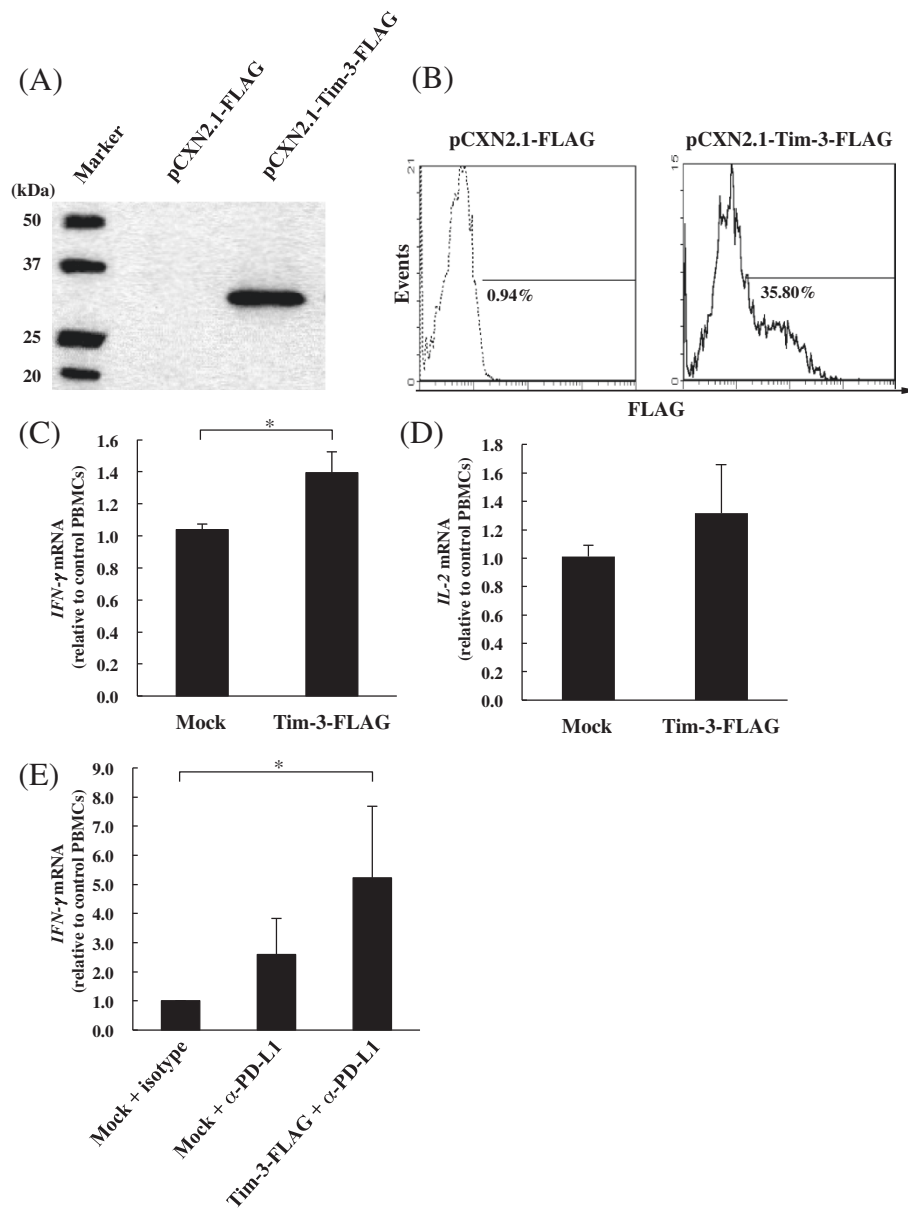 (A)
Marker
pCXN2.1-FLAG
pCXN2.1-Tim-3-FLAG
(kDa)
50
37
25
20
(B)
pCXN2.1-FLAG
pCXN2.1-Tim-3-FLAG
21
0
15
0
Events
0.94%
35.80%
FLAG
(C)
*
1.6
1.4
1.2
1.0
0.8
0.6
0.4
0.2
0.0
IFN-γ mRNA
(relative to control PBMCs)
Mock
Tim-3-FLAG
(D)
1.8
1.6
1.4
1.2
1.0
0.8
0.6
0.4
0.2
0.0
IL-2 mRNA
(relative to control PBMCs)
Mock
Tim-3-FLAG
(E)
*
9.0
8.0
7.0
6.0
5.0
4.0
3.0
2.0
1.0
0.0
IFN-γ mRNA
(relative to control PBMCs)
Mock + isotype
Mock + α-PD-L1
Tim-3-FLAG + α-PD-L1